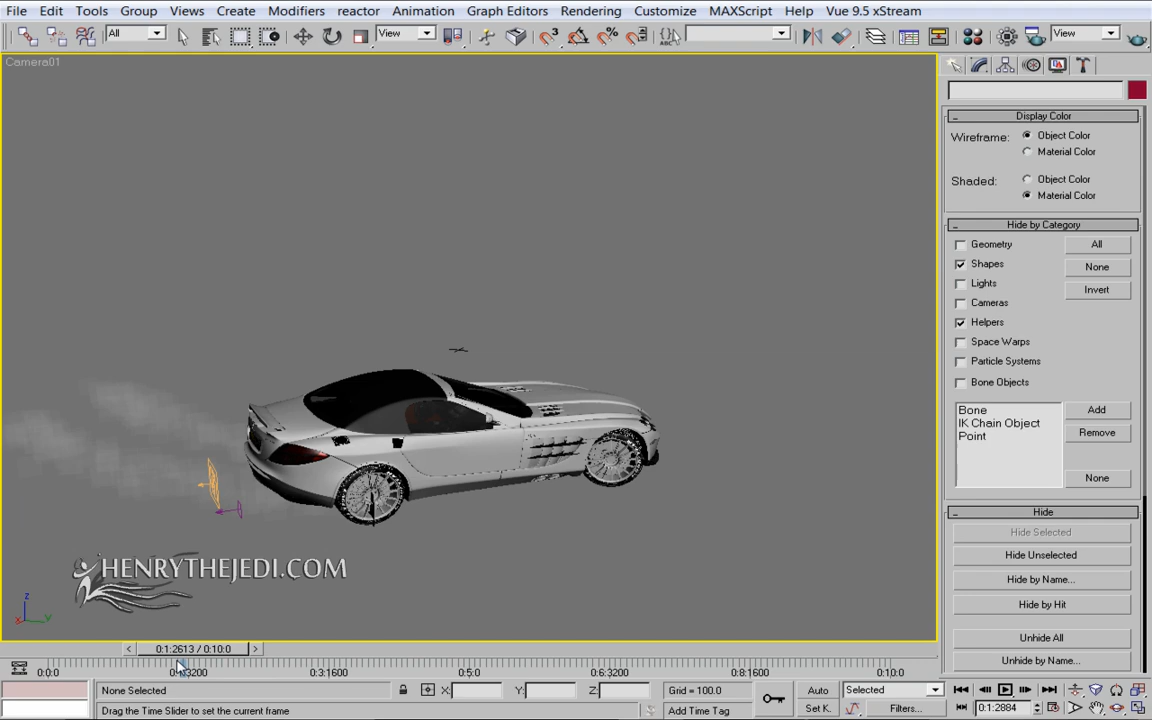 File Edit Tools Group Views Create Modifiers reactor Animation Graph Editors Rendering Customize MAXScript Help Vue 9.5 xStream
All View 3 ABC View
Camera01
Display Color
Wireframe: Object Color
Material Color
Shaded: Object Color
Material Color
Hide by Category
Geometry All
Shapes None
Lights Invert
Cameras
Helpers
Space Warps
Particle Systems
Bone Objects
Bone Add
IK Chain Object Remove
Point
None
Hide
Hide Selected
Hide Unselected
Hide by Name...
Hide by Hit
Unhide All
Unhide by Name...
HENRYTHEJEDI.COM
z
x y
< 0:1:2613 / 0:10:0 >
0:0:0 0:3:1600 0:5:0 0:6:3200 0:8:1600 0:10:0
None Selected X: Y: Z: Grid = 100.0 Auto Selected
Drag the Time Slider to set the current frame Add Time Tag Set K. Filters... 0:1:2884